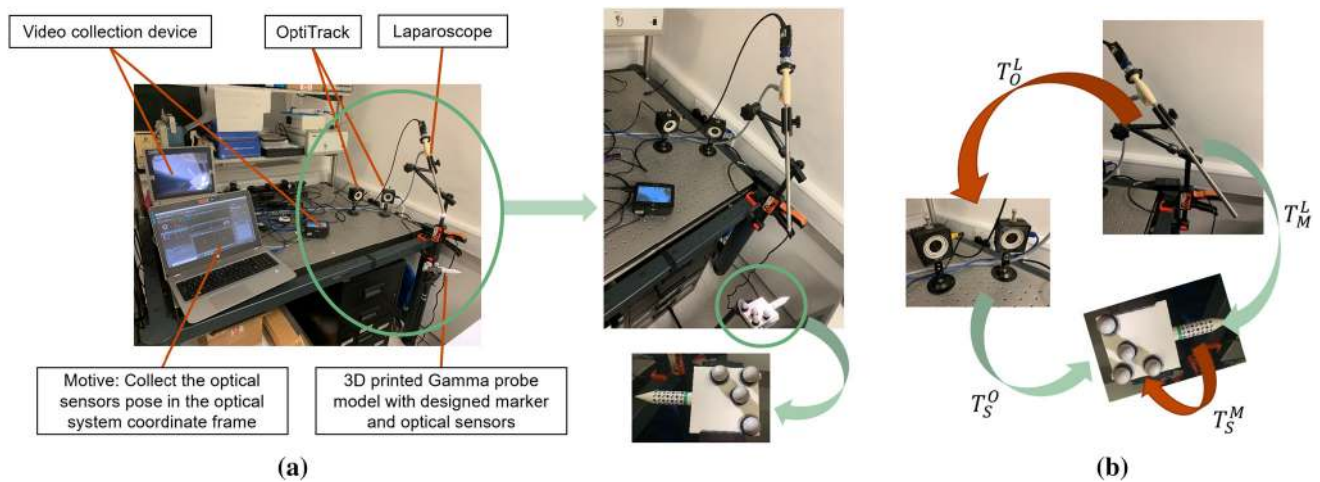 Video collection device
OptiTrack
Laparoscope
Motive: Collect the optical
sensors pose in the optical
system coordinate frame
3D printed Gamma probe
model with designed marker
and optical sensors
(a)
T_O^L
T_M^L
T_S^O
T_S^M
(b)